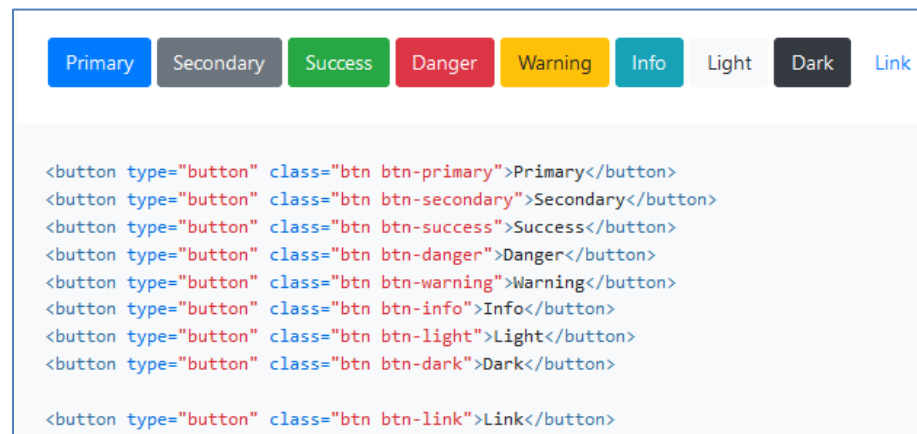 Primary Secondary Success Danger Warning Info Light Dark Link
<button type="button" class="btn btn-primary">Primary</button>
<button type="button" class="btn btn-secondary">Secondary</button>
<button type="button" class="btn btn-success">Success</button>
<button type="button" class="btn btn-danger">Danger</button>
<button type="button" class="btn btn-warning">Warning</button>
<button type="button" class="btn btn-info">Info</button>
<button type="button" class="btn btn-light">Light</button>
<button type="button" class="btn btn-dark">Dark</button>
<button type="button" class="btn btn-link">Link</button>